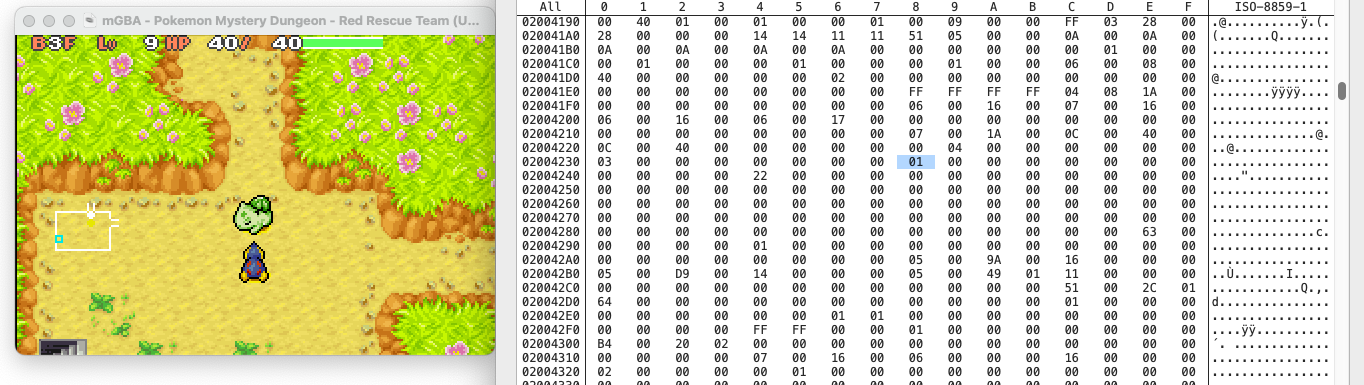 mGBA - Pokemon Mystery Dungeon - Red Rescue Team (U...
B3F Lv 9 HP 40/ 40
All 0 1 2 3 4 5 6 7 8 9 A B C D E F ISO-8859-1
02004190 00 40 01 00 01 00 00 01 00 09 00 00 FF 03 28 00 .@..........ÿ.(.
020041A0 28 00 00 00 14 14 11 11 51 05 00 00 0A 00 0A 00 (.......Q.......
020041B0 0A 00 0A 00 0A 00 0A 00 00 00 00 00 00 01 00 00 ................
020041C0 00 01 00 00 00 01 00 00 00 01 00 00 06 00 08 00 ................
020041D0 40 00 00 00 00 00 02 00 00 00 00 00 00 00 00 00 @...............
020041E0 00 00 00 00 00 00 00 00 FF FF FF FF 04 08 1A 00 ........ÿÿÿÿ....
020041F0 00 00 00 00 00 00 00 00 06 00 16 00 07 00 16 00 ................
02004200 06 00 16 00 06 00 17 00 00 00 00 00 00 00 00 00 ................
02004210 00 00 00 00 00 00 00 00 07 00 1A 00 0C 00 40 00 ..............@.
02004220 0C 00 40 00 00 00 00 00 00 04 00 00 00 00 00 00 ..@.............
02004230 03 00 00 00 00 00 00 00 01 00 00 00 00 00 00 00 ................
02004240 00 00 00 00 22 00 00 00 00 00 00 00 00 00 00 00 ...."...........
02004250 00 00 00 00 00 00 00 00 00 00 00 00 00 00 00 00 ................
02004260 00 00 00 00 00 00 00 00 00 00 00 00 00 00 00 00 ................
02004270 00 00 00 00 00 00 00 00 00 00 00 00 00 00 00 00 ................
02004280 00 00 00 00 00 00 00 00 00 00 00 00 00 00 63 00 ..............c.
02004290 00 00 00 00 01 00 00 00 00 00 00 00 00 00 00 00 ................
020042A0 00 00 00 00 00 00 00 00 05 00 9A 00 16 00 00 00 ................
020042B0 05 00 D9 00 14 00 00 00 05 00 49 01 11 00 00 00 ..Ù.......I.....
020042C0 00 00 00 00 00 00 00 00 00 00 00 00 51 00 2C 01 ............Q.,.
020042D0 64 00 00 00 00 00 00 00 00 00 00 00 01 00 00 00 d...............
020042E0 00 00 00 00 00 00 01 01 00 00 00 00 00 00 00 00 ................
020042F0 00 00 00 00 FF FF 00 00 01 00 00 00 00 00 00 00 ....ÿÿ..........
02004300 B4 00 20 02 00 00 00 00 00 00 00 00 00 00 00 00 ´. .............
02004310 00 00 00 00 07 00 16 00 06 00 00 00 16 00 00 00 ................
02004320 02 00 00 00 00 01 00 00 00 00 00 00 00 00 00 00 ................